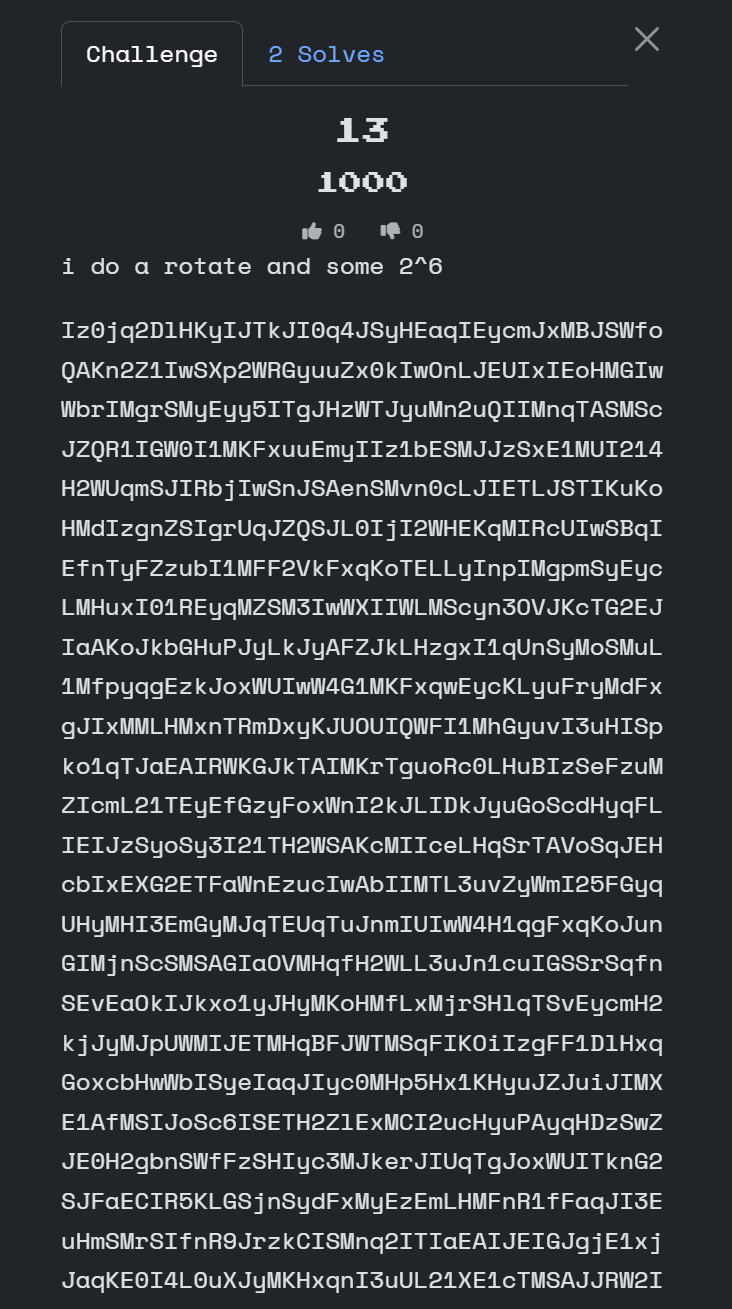 Challenge
2 Solves
13
1000
0 0
i do a rotate and some 2^6
Iz0jq2DlHKyIJTkJI0q4JSyHEaqIEycmJxMBJSWfo
QAKn2Z1IwSXp2WRGyuuZx0kIwOnLJEUIxIEoHMGIw
WbrIMgrSMyEyy5ITgJHzWTJyuMn2uQIIMnqTASMSc
JZQR1IGW0I1MKFxuuEmyIIz1bESMJJzSxE1MUI214
H2WUqmSJIRbjIwSnJSAenSMvn0cLJIETLJSTIKuKo
HMdIzgnZSIgrUqJZQSJL0IjI2WHEKqMIRcUIwSBqI
EfnTyFZzubI1MFF2VkFxqKoTELLyInpIMgpmSyEyc
LMHuxI01REyqMZSM3IwWXIIWLMScyn3OVJKcTG2EJ
IaAKoJkbGHuPJyLkJyAFZJkLHzgxI1qUnSyMoSMuL
1MfpyqgEzkJoxWUIwW4G1MKFxqwEycKLyuFryMdFx
gJIxMMLHMxnTRmDxyKJUOUIQWFI1MhGyuvI3uHISp
ko1qTJaEAIRWKGJkTAIMKrTguoRc0LHuBIzSeFzuM
ZIcmL21TEyEfGzyFoxWnI2kJLIDkJyuGoScdHyqFL
IEIJzSyoSy3I21TH2WSAKcMIIceLHqSrTAVoSqJEH
cbIxEXG2ETFaWnEzucIwAbIIMTL3uvZyWmI25FGyq
UHyMHI3EmGyMJqTEUqTuJnmIUIwW4H1qgFxqKoJun
GIMjnScSMSAGIaOVMHqfH2WLL3uJn1cuIGSSrSqfn
SEvEaOkIJkxo1yJHyMKoHMfLxMjrSHlqTSvEycmH2
kjJyMJpUWMIJETMHqBFJWTMSqFIKOiIzgFF1DlHxq
GoxcbHwWbISyeIaqJIyc0MHp5Hx1KHyuJZJuiJIMX
E1AfMSIJoSc6ISETH2ZlExMCI2ucHyuPAyqHDzSwZ
JE0H2gbnSWfFzSHIyc3MJkerJIUqTgJoxWUITknG2
SJFaECIR5KLGSjnSydFxMyEzEmLHMFnR1fFaqJI3E
uHmSMrSIfnR9JrzkCISMnq2ITIaEAIJEIGJgjE1xj
JaqKE0I4L0uXJyMKHxqnI3uUL21XE1cTMSAJJRW2I